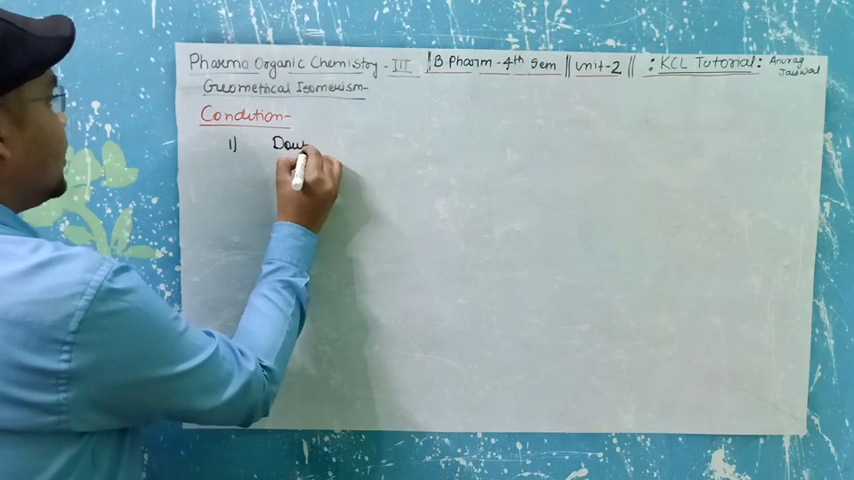 Pharma Organic Chemistry - III || B Pharm - 4th Sem || Unit-2 || : KCL Tutorial : Anurag Jaiswal
Geometrical Isomerism-
Condition-
1) Dou